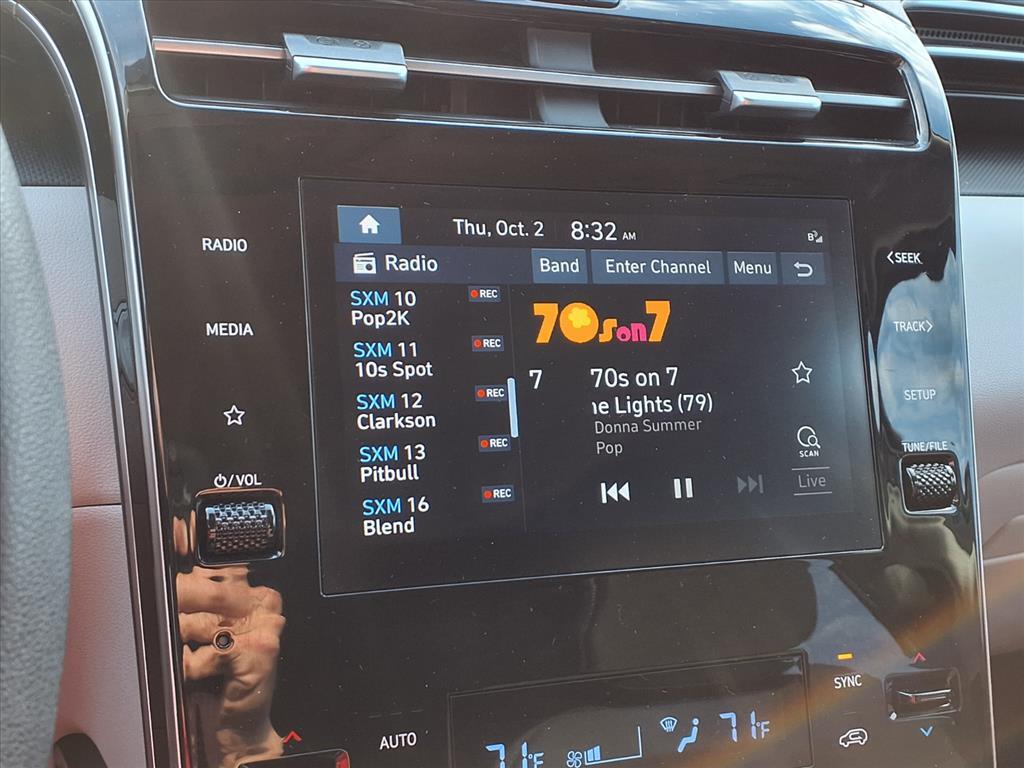 RADIO
MEDIA
⏻/VOL
Thu, Oct. 2 8:32 AM
Radio
Band
Enter Channel
Menu
SXM 10 REC
Pop2K
SXM 11 REC
10s Spot
SXM 12 REC
Clarkson
SXM 13 REC
Pitbull
SXM 16 REC
Blend
70s on 7
7 70s on 7
ne Lights (79)
Donna Summer
Pop
SCAN
Live
<SEEK
TRACK>
SETUP
TUNE/FILE
AUTO
71°F
71°F
SYNC